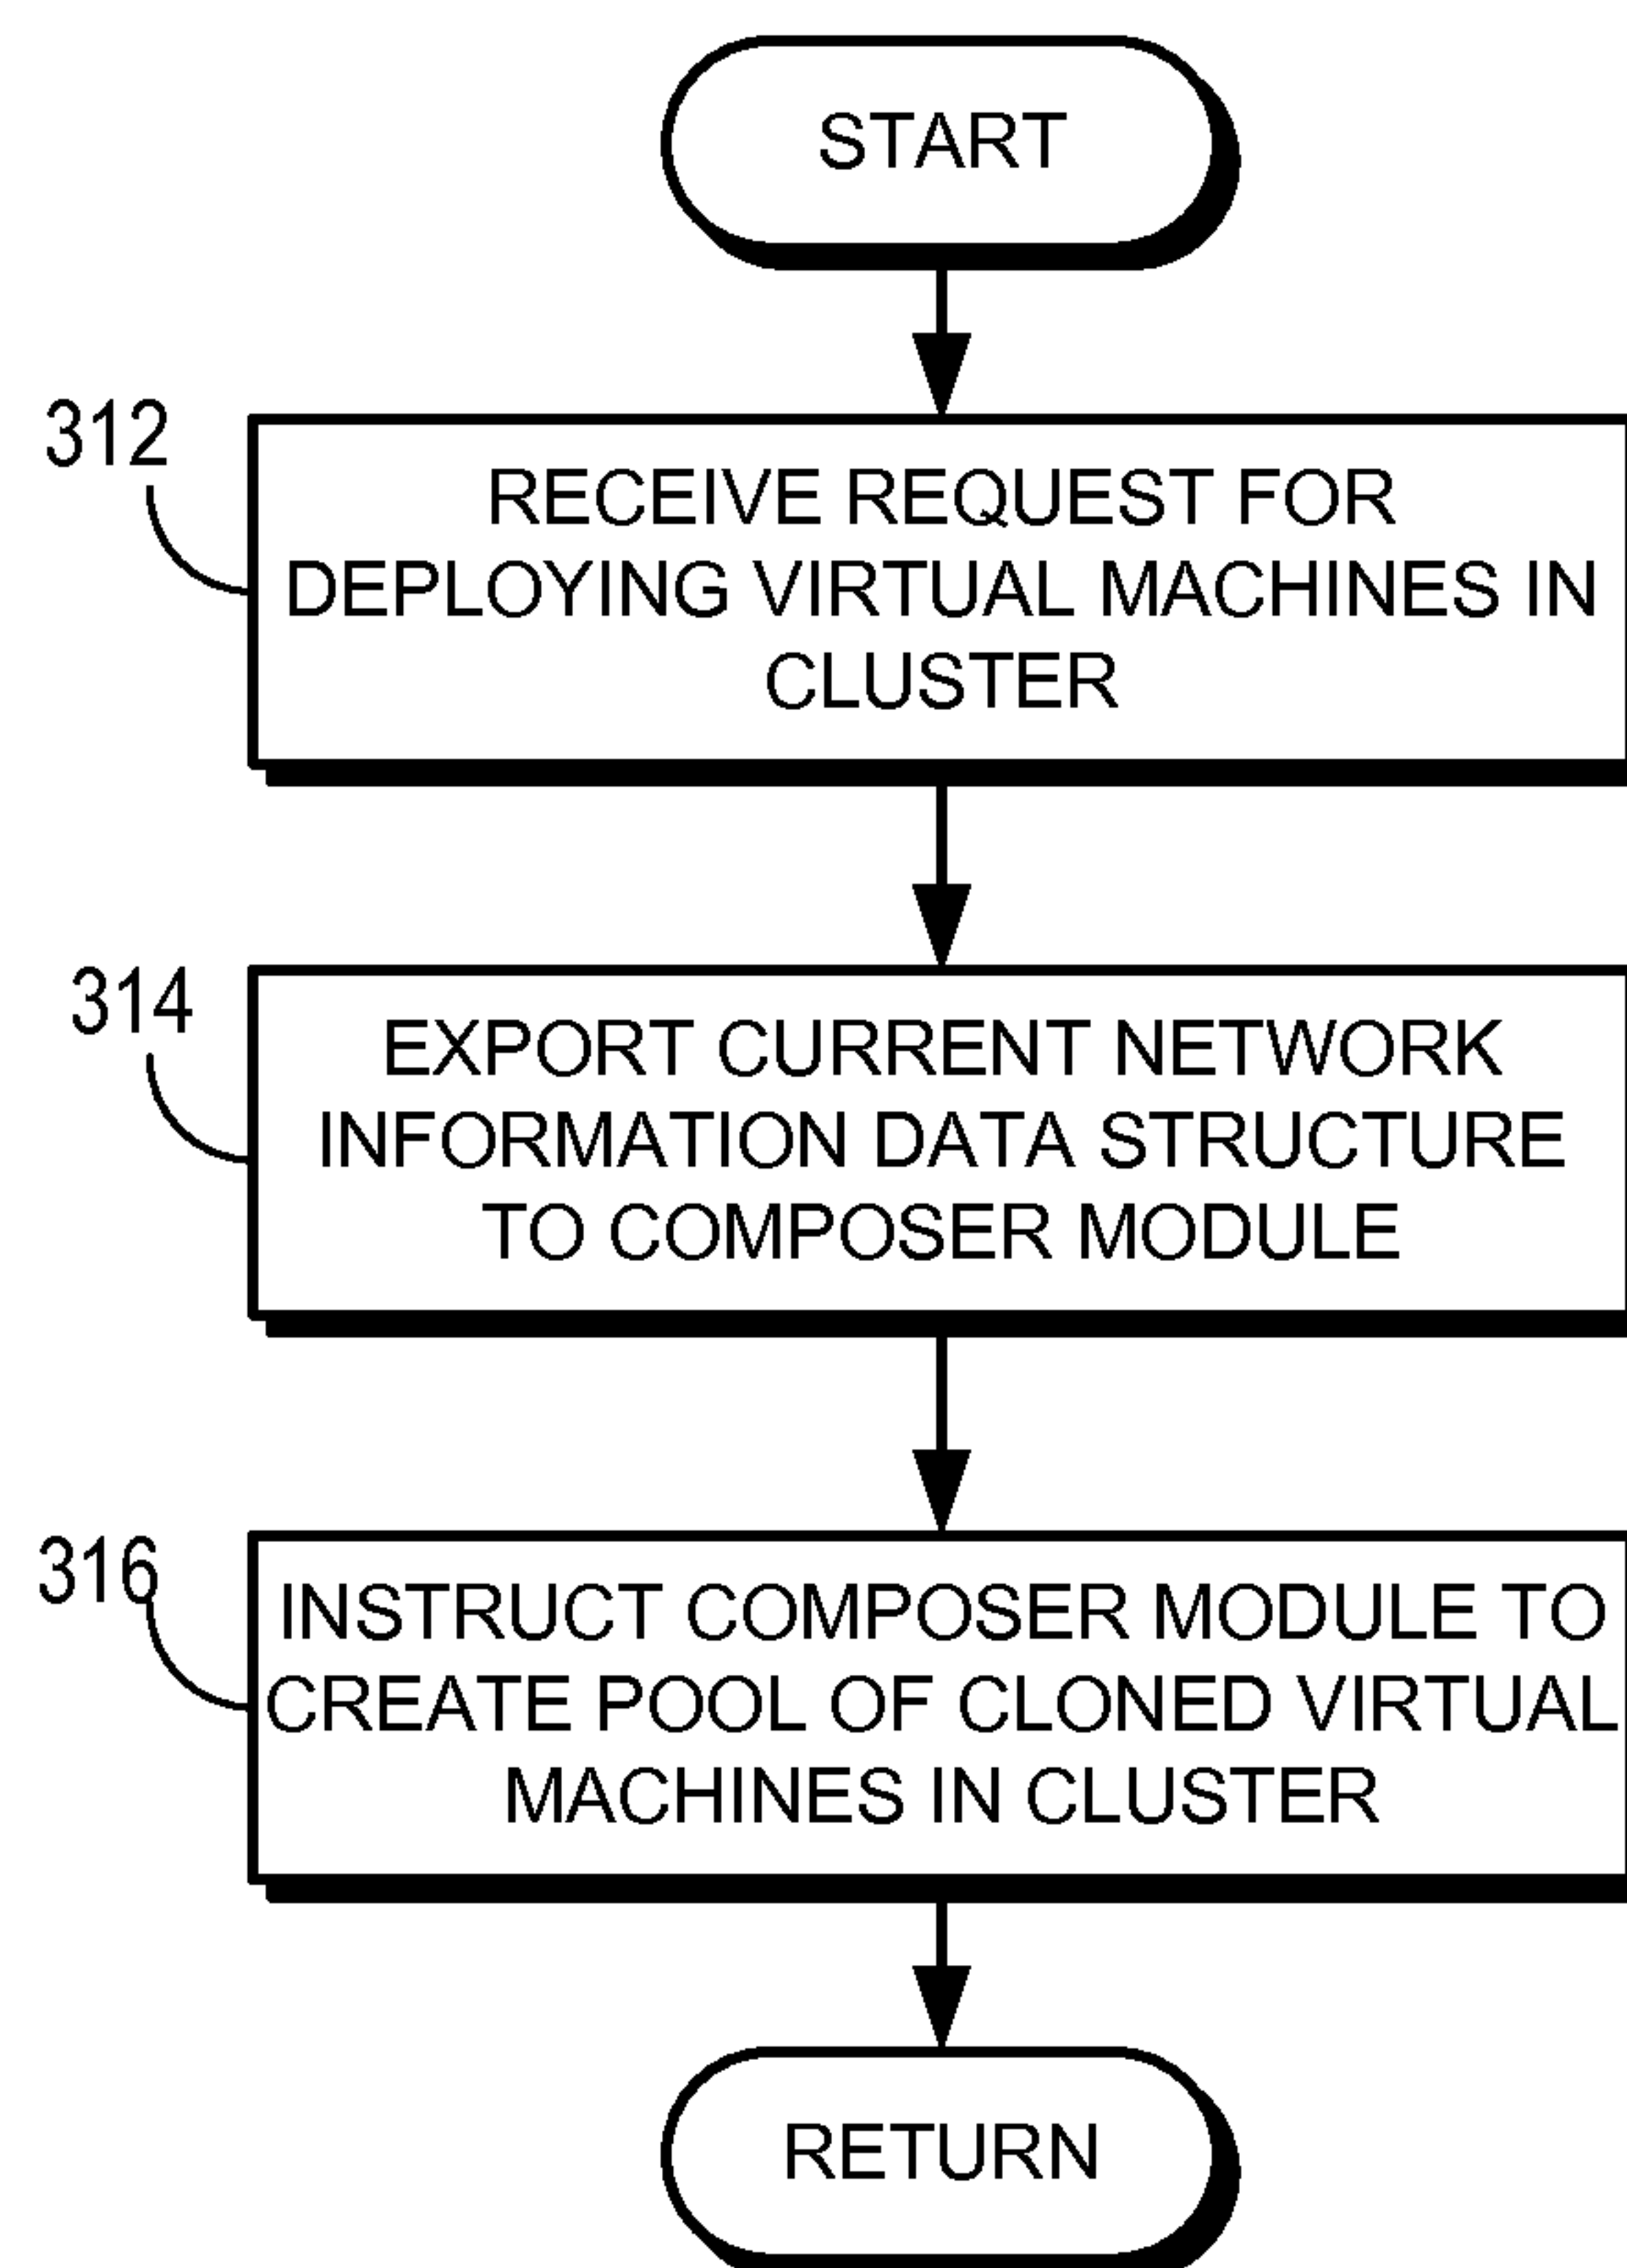 START
312
RECEIVE REQUEST FOR
DEPLOYING VIRTUAL MACHINES IN
CLUSTER
314
EXPORT CURRENT NETWORK
INFORMATION DATA STRUCTURE
TO COMPOSER MODULE
316
INSTRUCT COMPOSER MODULE TO
CREATE POOL OF CLONED VIRTUAL
MACHINES IN CLUSTER
RETURN